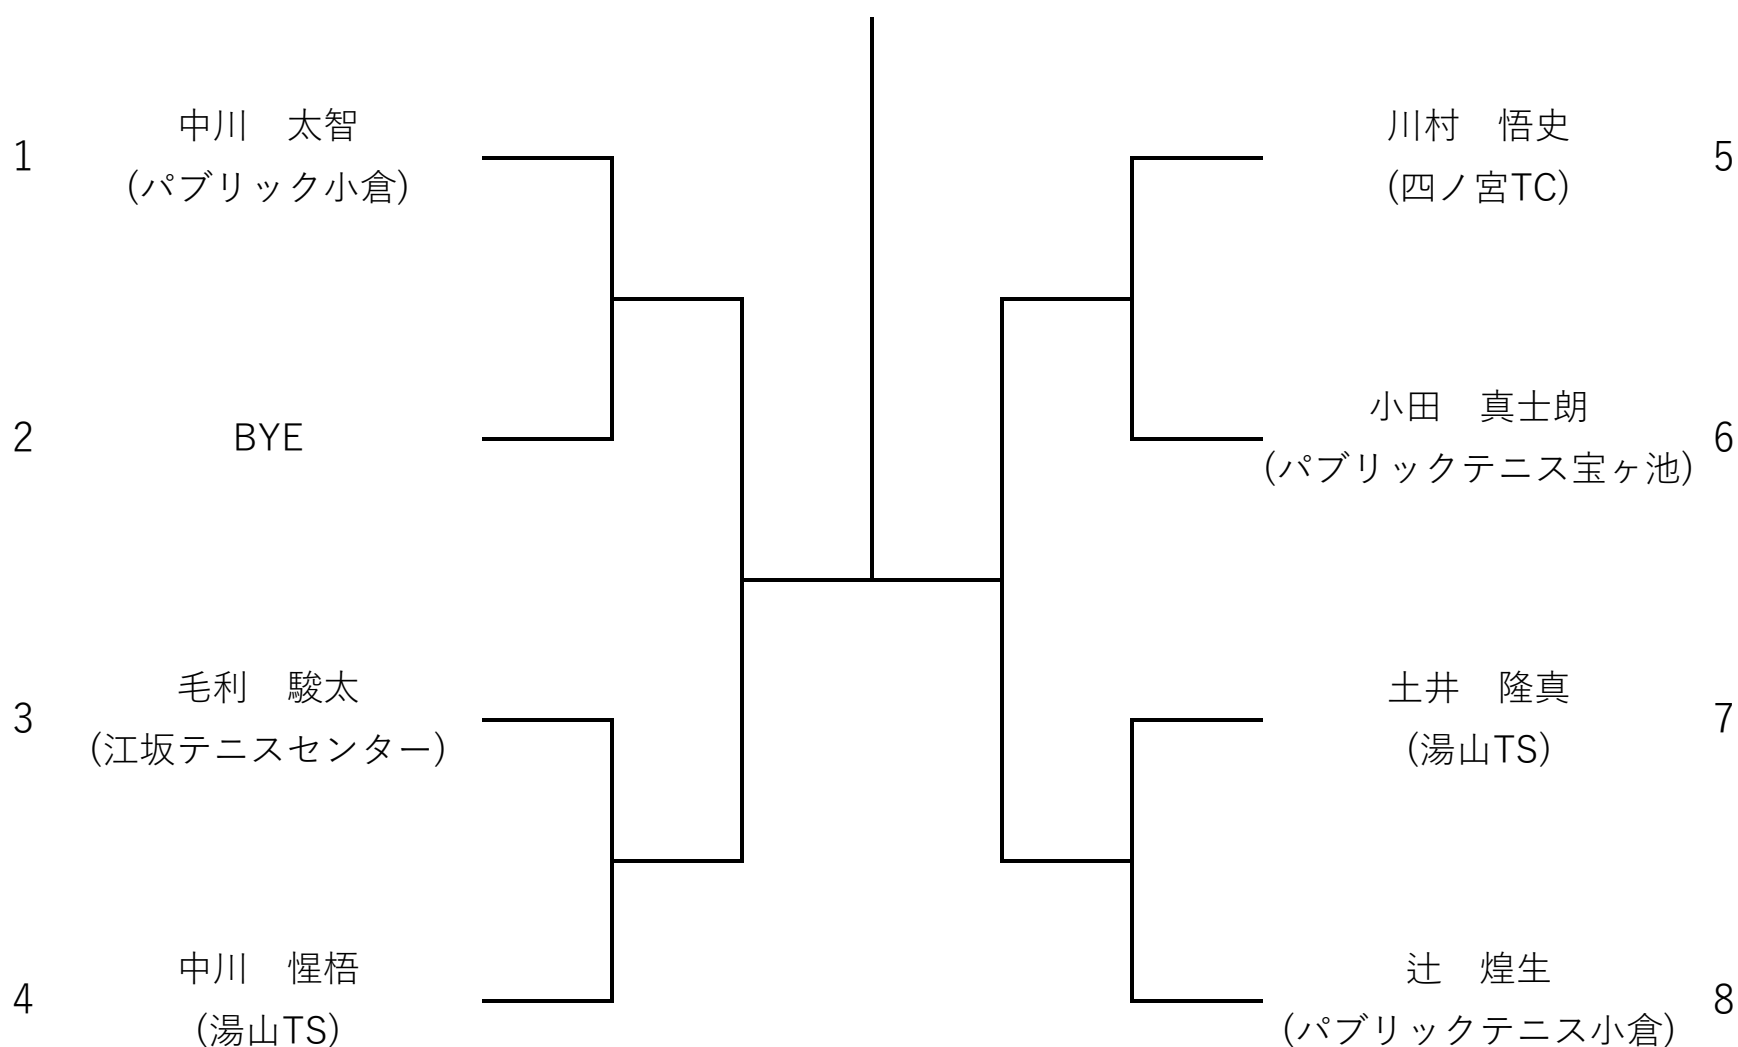 1
中川　太智
(パブリック小倉)
2
BYE
3
毛利　駿太
(江坂テニスセンター)
4
中川　惺梧
(湯山TS)
川村　悟史
(四ノ宮TC)
5
小田　真士朗
(パブリックテニス宝ヶ池)
6
土井　隆真
(湯山TS)
7
辻　煌生
(パブリックテニス小倉)
8